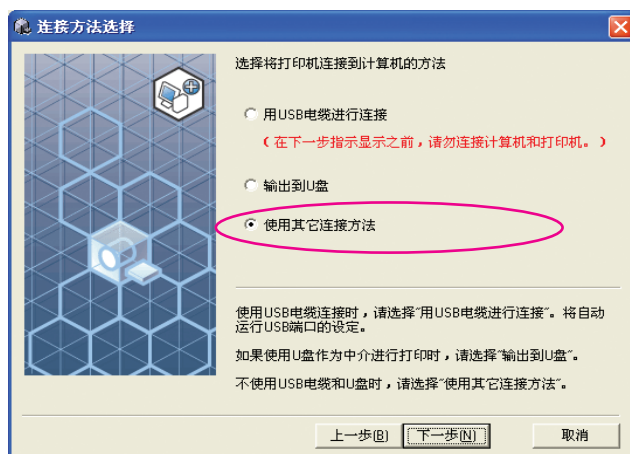 连接方法选择
选择将打印机连接到计算机的方法
用USB电缆进行连接
(在下一步指示显示之前，请勿连接计算机和打印机。)
输出到U盘
使用其它连接方法
使用USB电缆连接时，请选择"用USB电缆进行连接"。将自动
运行USB端口的设定。
如果使用U盘作为中介进行打印时，请选择"输出到U盘"。
不使用USB电缆和U盘时，请选择"使用其它连接方法"。
上一步(B)
下一步(N)
取消